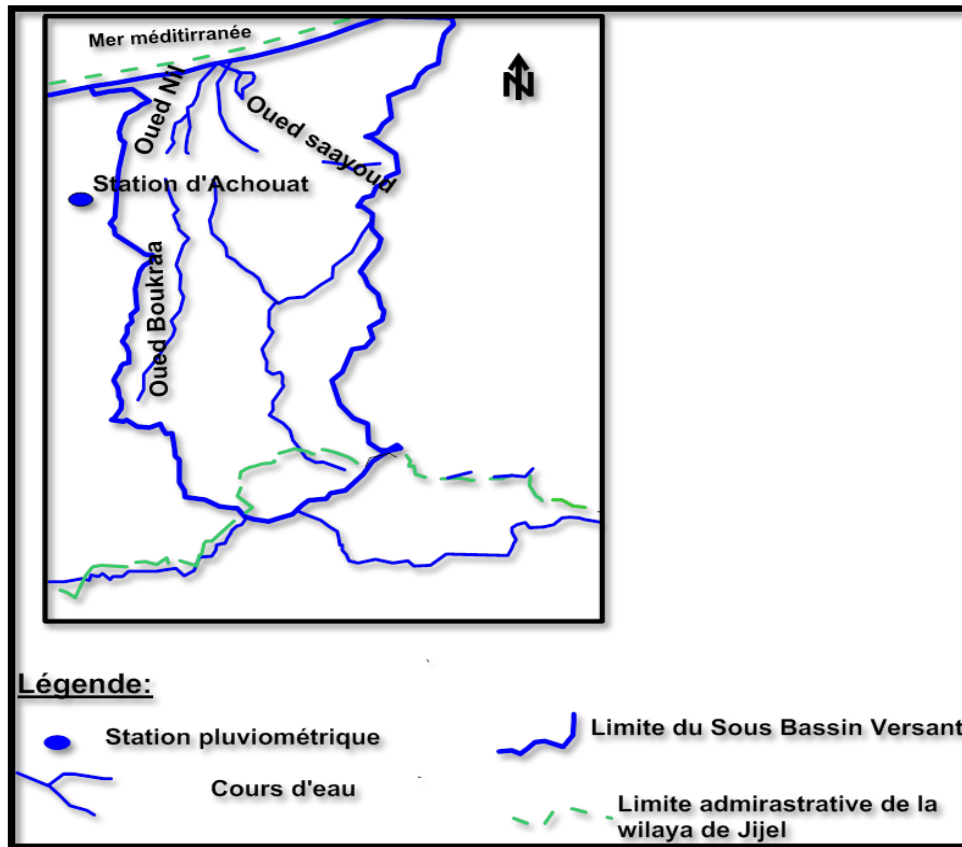 Mer méditirranée
N
Oued Nil
Oued saayoud
Station d'Achouat
Oued Boukraa
Légende:
Station pluviométrique
Limite du Sous Bassin Versant
Cours d'eau
Limite admirastrative de la
wilaya de Jijel